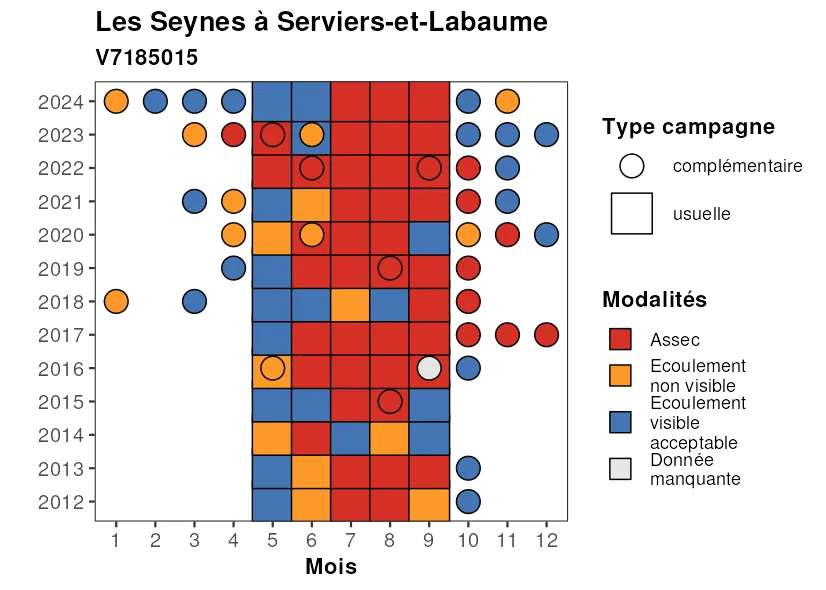 Les Seynes à Serviers-et-Labaume
V7185015
2024
2023
2022
2021
2020
2019
2018
2017
2016
2015
2014
2013
2012
1 2 3 4 5 6 7 8 9 10 11 12
Mois
Type campagne
complémentaire
usuelle
Modalités
Assec
Ecoulement
non visible
Ecoulement
visible
acceptable
Donnée
manquante